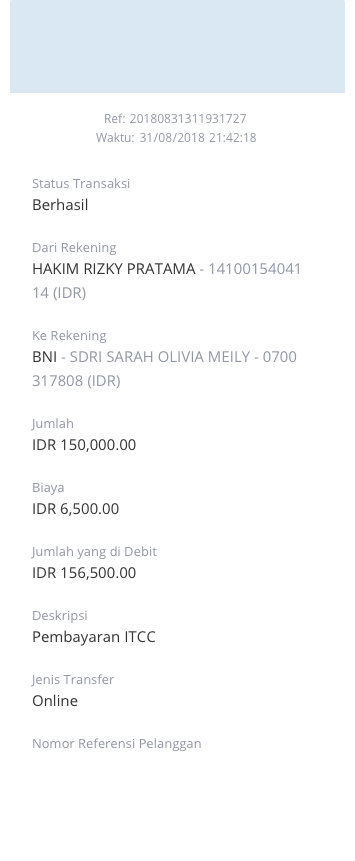 Ref: 20180831311931727
Waktu: 31/08/2018 21:42:18
Status Transaksi
Berhasil
Dari Rekening
HAKIM RIZKY PRATAMA - 14100154041
14 (IDR)
Ke Rekening
BNI - SDRI SARAH OLIVIA MEILY - 0700
317808 (IDR)
Jumlah
IDR 150,000.00
Biaya
IDR 6,500.00
Jumlah yang di Debit
IDR 156,500.00
Deskripsi
Pembayaran ITCC
Jenis Transfer
Online
Nomor Referensi Pelanggan